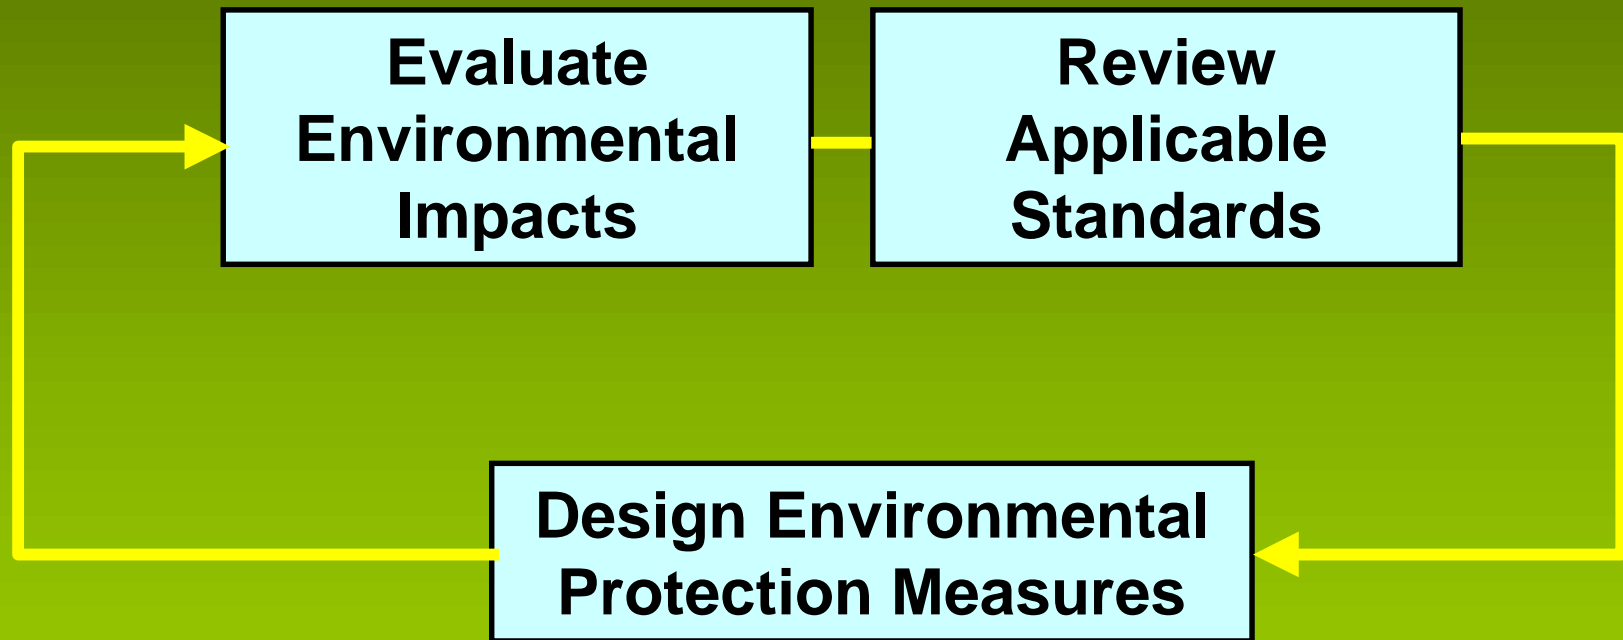 Evaluate
Environmental
Impacts
Review
Applicable
Standards
Design Environmental
Protection Measures